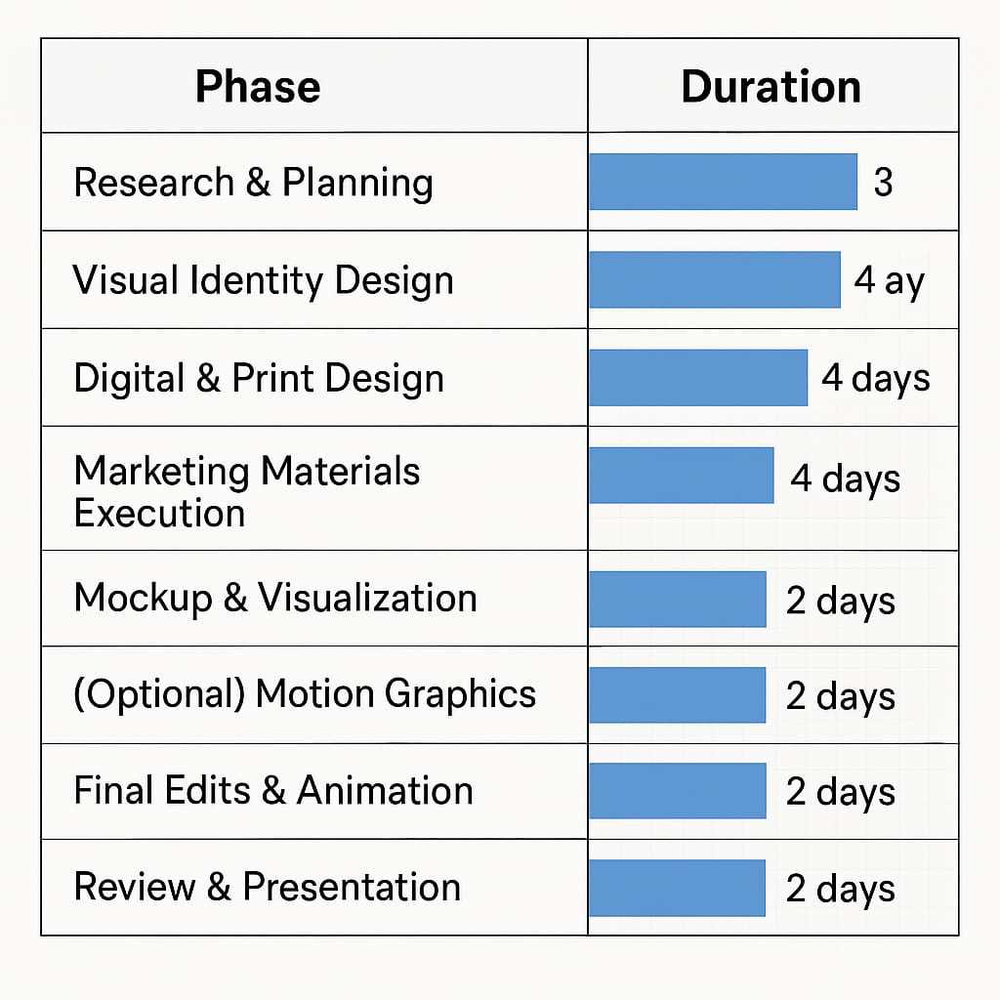 Phase Duration
Research & Planning 3
Visual Identity Design 4 ay
Digital & Print Design 4 days
Marketing Materials 4 days
Execution
Mockup & Visualization 2 days
(Optional) Motion Graphics 2 days
Final Edits & Animation 2 days
Review & Presentation 2 days